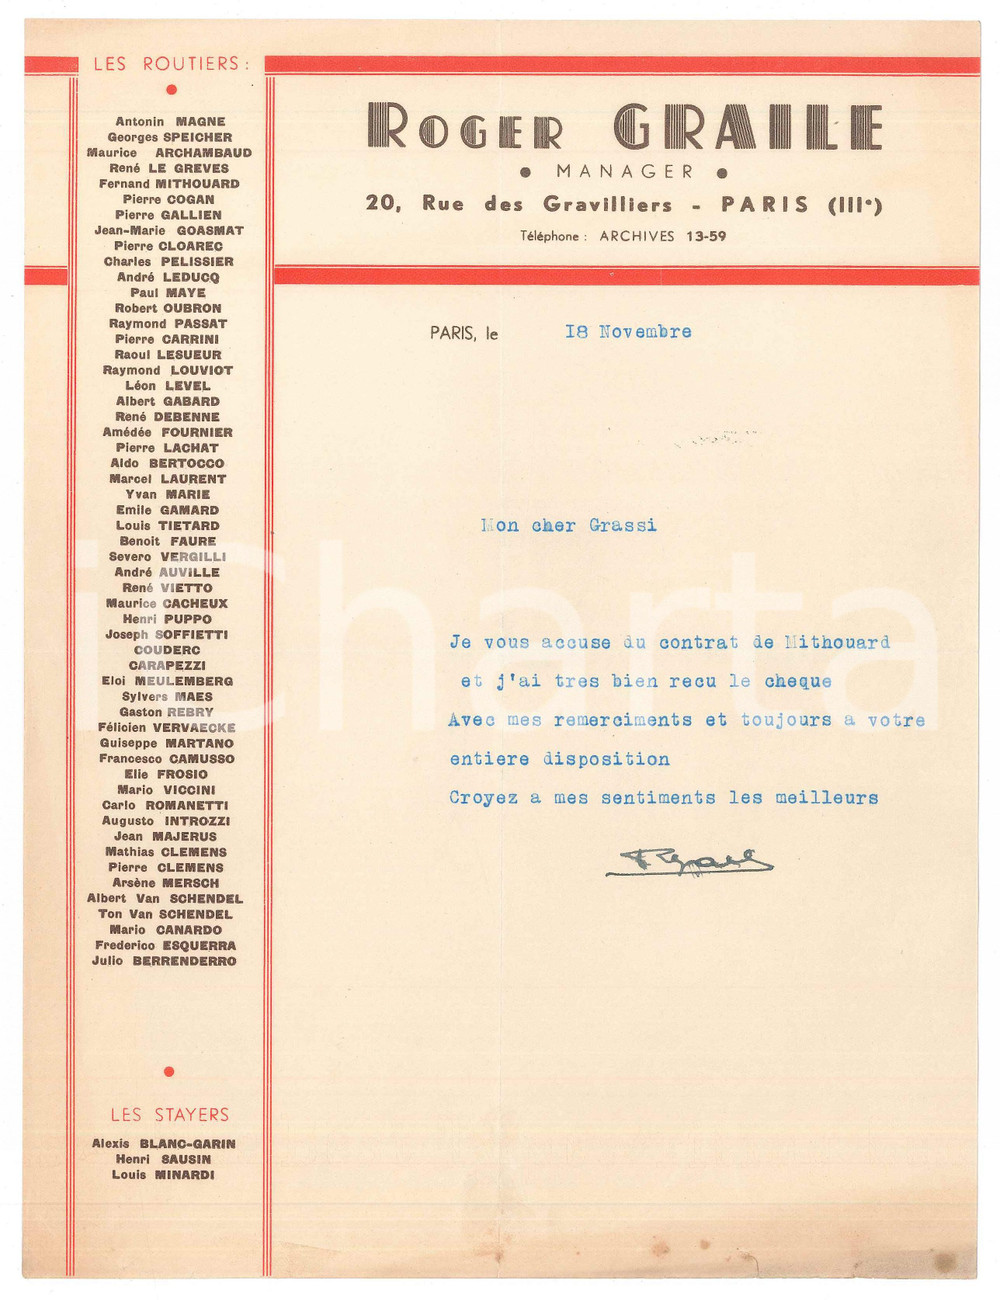 LES ROUTIERS :
Antonin MAGNE
Georges SPEICHER
Maurice ARCHAMBAUD
René LE GREVES
Fernand MITHOUARD
Pierre COGAN
Pierre GALLIEN
Jean-Marie GOASMAT
Pierre CLOAREC
Charles PELISSIER
André LEDUCQ
Paul MAYE
Robert OUBRON
Raymond PASSAT
Pierre CARRINI
Raoul LESUEUR
Raymond LOUVIOT
Léon LEVEL
Albert GABARD
René DEBENNE
Amédée FOURNIER
Pierre LACHAT
Aldo BERTOCCO
Marcel LAURENT
Yvan MARIE
Emile GAMARD
Louis TIETARD
Benoit FAURE
Severo VERGILLI
André AUVILLE
René VIETTO
Maurice CACHEUX
Henri PUPPO
Joseph SOFFIETTI
COUDERC
CARAPEZZI
Eloi MEULEMBERG
Sylvers MAES
Gaston REBRY
Félicien VERVAECKE
Guiseppe MARTANO
Francesco CAMUSSO
Elie FROSIO
Mario VICCINI
Carlo ROMANETTI
Augusto INTROZZI
Jean MAJERUS
Mathias CLEMENS
Pierre CLEMENS
Arsène MERSCH
Albert Van SCHENDEL
Ton Van SCHENDEL
Mario CANARDO
Frederico ESQUERRA
Julio BERRENDERRO
LES STAYERS
Alexis BLANC-GARIN
Henri SAUSIN
Louis MINARDI
ROGER GRAILE
• MANAGER •
20, Rue des Gravilliers - PARIS (IIIe)
Téléphone : ARCHIVES 13-59
PARIS, le 18 Novembre
Mon cher Grassi
Je vous accuse du contrat de Mithouard
et j'ai tres bien recu le cheque
Avec mes remerciments et toujours a votre
entiere disposition
Croyez a mes sentiments les meilleurs
iCharta